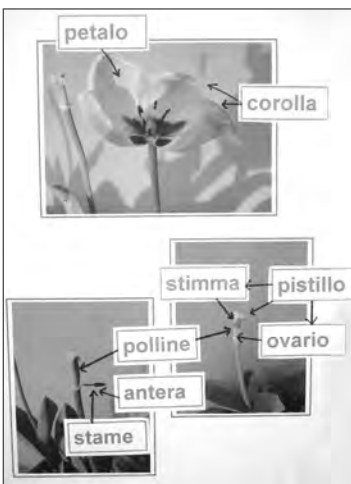 petalo
corolla
stimma
pistillo
polline
ovario
antera
stame